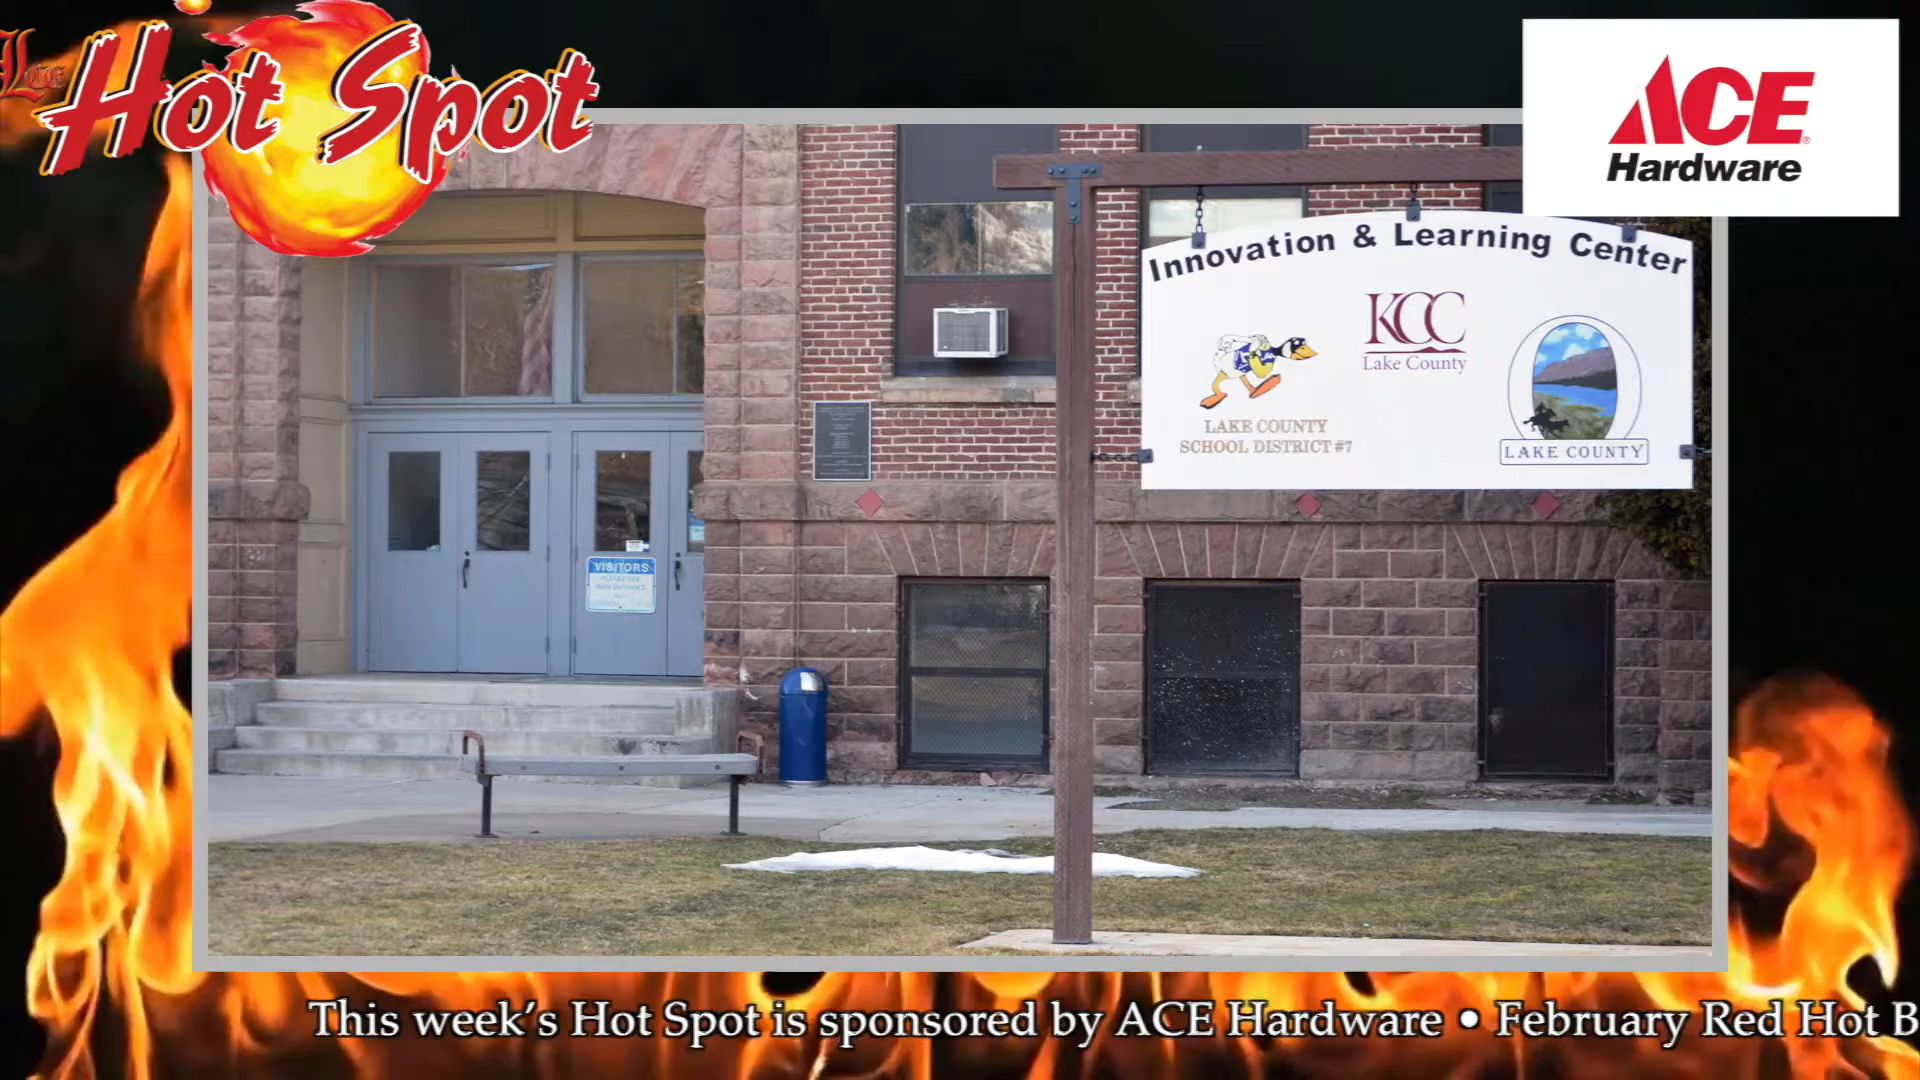 LCE
Hot Spot
ACE
Hardware
Innovation & Learning Center
KCC
Lake County
LAKE COUNTY
SCHOOL DISTRICT #7
LAKE COUNTY
VISITORS
This week's Hot Spot is sponsored by ACE Hardware • February Red Hot B